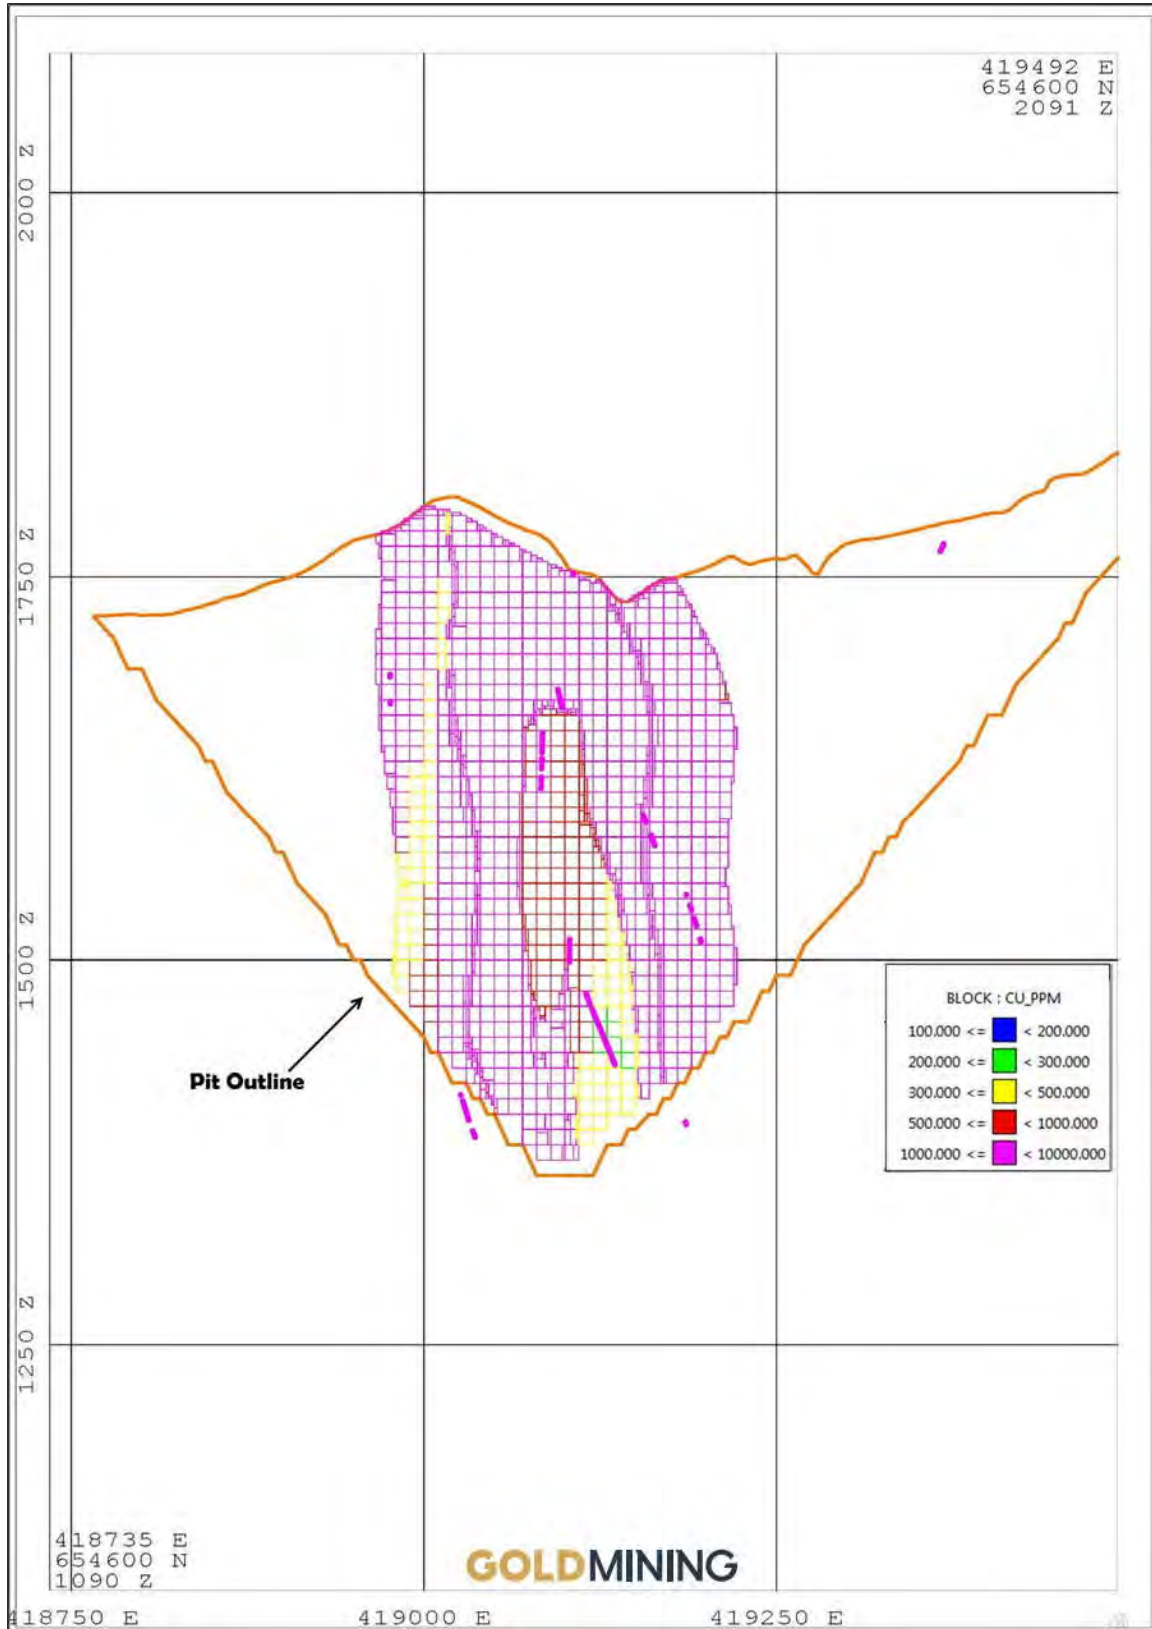 419492 E
654600 N
2091 Z
2000 Z
1750 Z
1500 Z
1250 Z
BLOCK : CU_PPM
100.000 <= < 200.000
200.000 <= < 300.000
300.000 <= < 500.000
500.000 <= < 1000.000
1000.000 <= < 10000.000
Pit Outline
418735 E
654600 N
1090 Z
GOLDMINING
418750 E
419000 E
419250 E